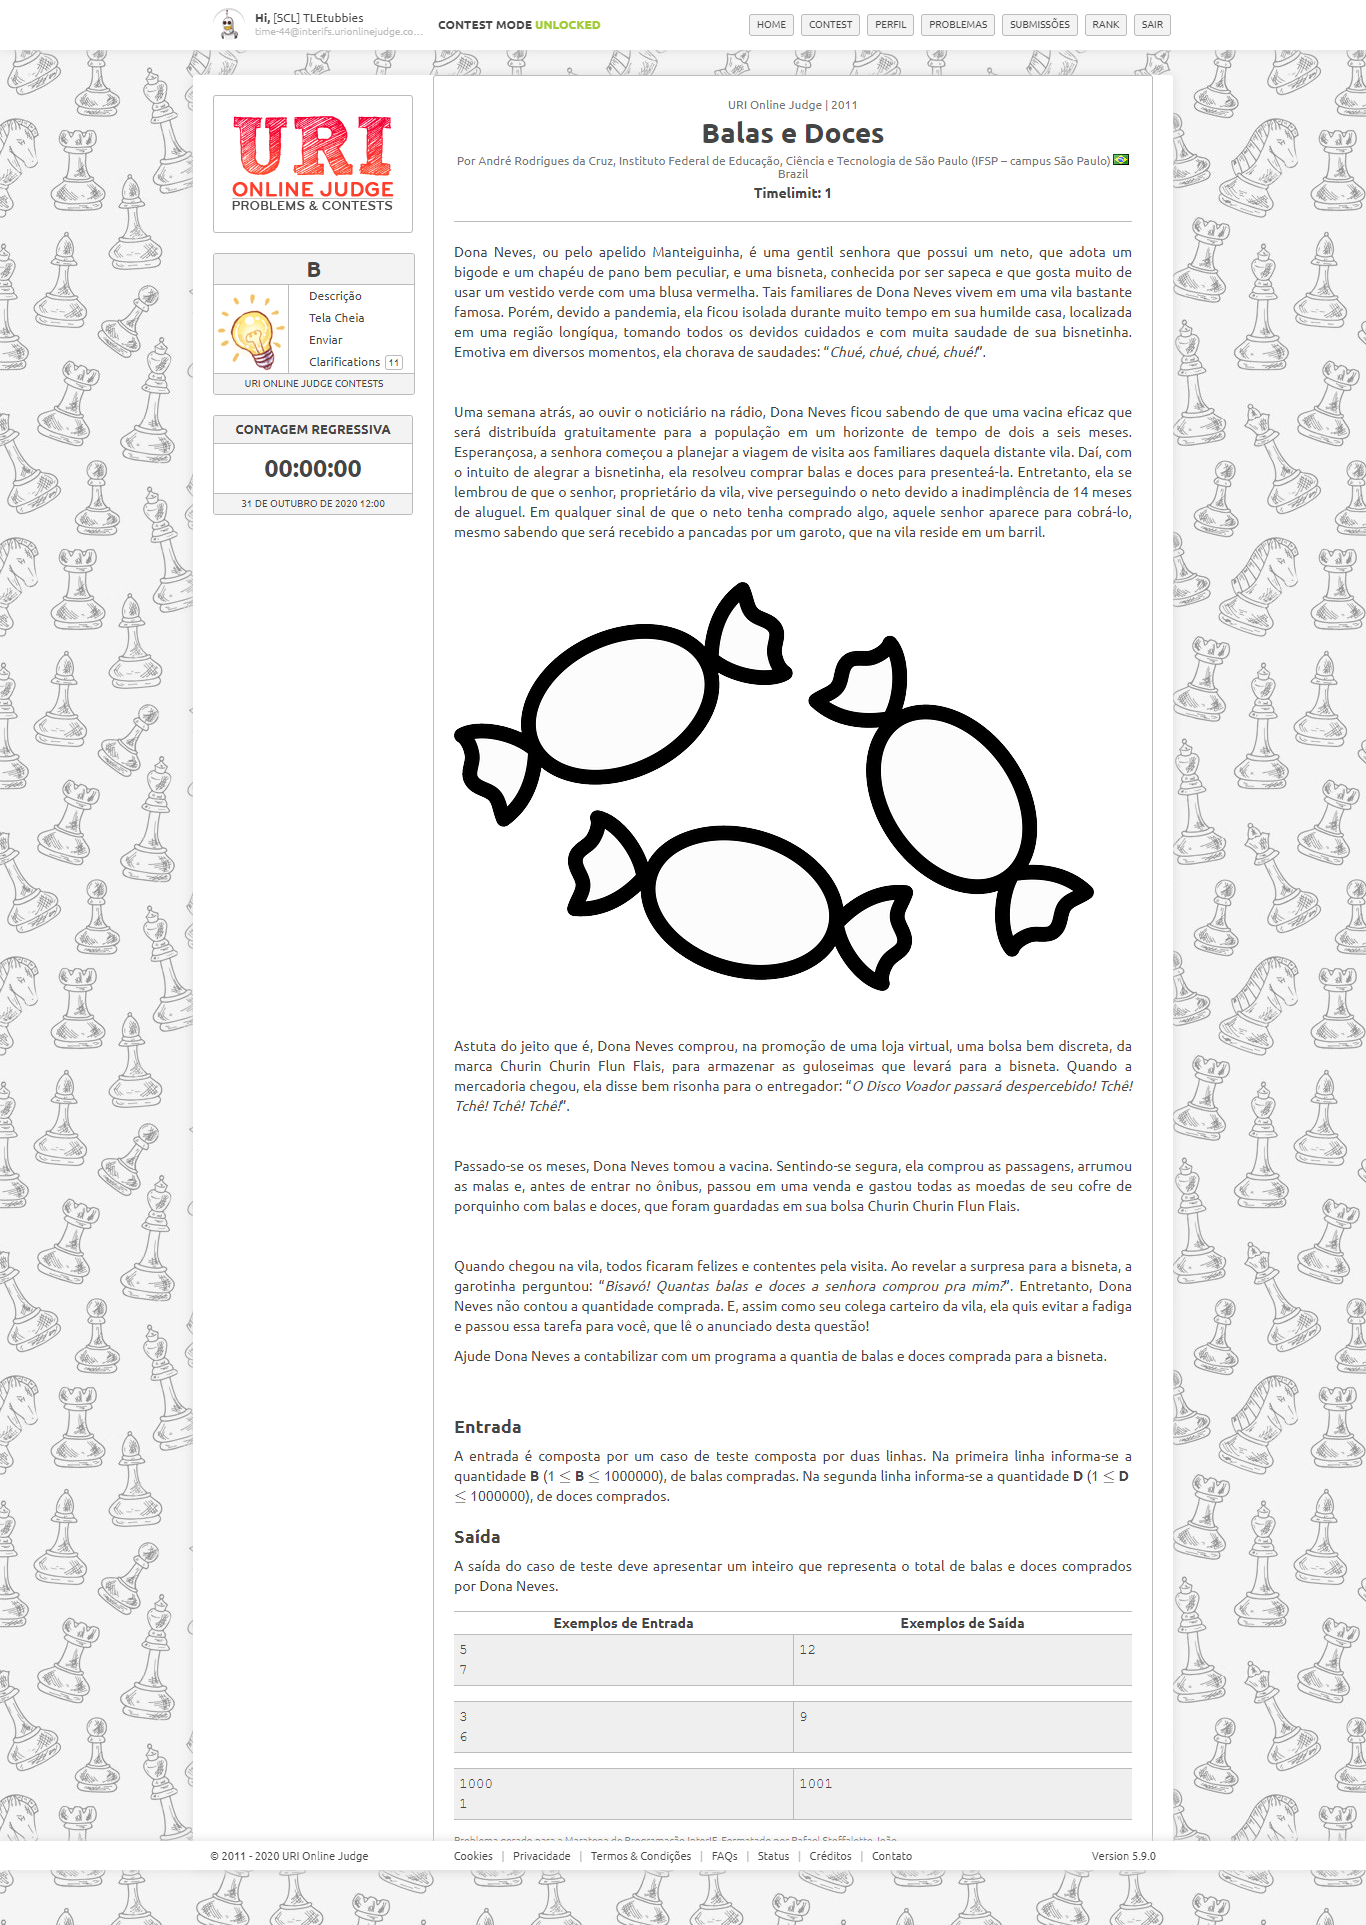 Hi, [SCL] TLEtubbies
time-44@interifs.urionlinejudge.co...
CONTEST MODE UNLOCKED
HOME
CONTEST
PERFIL
PROBLEMAS
SUBMISSÕES
RANK
SAIR
URI
ONLINE JUDGE
PROBLEMS & CONTESTS
B
Descrição
Tela Cheia
Enviar
Clarifications 11
URI ONLINE JUDGE CONTESTS
CONTAGEM REGRESSIVA
00:00:00
31 DE OUTUBRO DE 2020 12:00
URI Online Judge | 2011
Balas e Doces
Por André Rodrigues da Cruz, Instituto Federal de Educação, Ciência e Tecnologia de São Paulo (IFSP – campus São Paulo)
Brazil
Timelimit: 1
Dona Neves, ou pelo apelido Manteiguinha, é uma gentil senhora que possui um neto, que adota um
bigode e um chapéu de pano bem peculiar, e uma bisneta, conhecida por ser sapeca e que gosta muito de
usar um vestido verde com uma blusa vermelha. Tais familiares de Dona Neves vivem em uma vila bastante
famosa. Porém, devido a pandemia, ela ficou isolada durante muito tempo em sua humilde casa, localizada
em uma região longíqua, tomando todos os devidos cuidados e com muita saudade de sua bisnetinha.
Emotiva em diversos momentos, ela chorava de saudades: “Chué, chué, chué, chué!”.
Uma semana atrás, ao ouvir o noticiário na rádio, Dona Neves ficou sabendo de que uma vacina eficaz que
será distribuída gratuitamente para a população em um horizonte de tempo de dois a seis meses.
Esperançosa, a senhora começou a planejar a viagem de visita aos familiares daquela distante vila. Daí, com
o intuito de alegrar a bisnetinha, ela resolveu comprar balas e doces para presenteá-la. Entretanto, ela se
lembrou de que o senhor, proprietário da vila, vive perseguindo o neto devido a inadimplência de 14 meses
de aluguel. Em qualquer sinal de que o neto tenha comprado algo, aquele senhor aparece para cobrá-lo,
mesmo sabendo que será recebido a pancadas por um garoto, que na vila reside em um barril.
Astuta do jeito que é, Dona Neves comprou, na promoção de uma loja virtual, uma bolsa bem discreta, da
marca Churin Churin Flun Flais, para armazenar as guloseimas que levará para a bisneta. Quando a
mercadoria chegou, ela disse bem risonha para o entregador: “O Disco Voador passará despercebido! Tchê!
Tchê! Tchê! Tchê!”.
Passado-se os meses, Dona Neves tomou a vacina. Sentindo-se segura, ela comprou as passagens, arrumou
as malas e, antes de entrar no ônibus, passou em uma venda e gastou todas as moedas de seu cofre de
porquinho com balas e doces, que foram guardadas em sua bolsa Churin Churin Flun Flais.
Quando chegou na vila, todos ficaram felizes e contentes pela visita. Ao revelar a surpresa para a bisneta, a
garotinha perguntou: “Bisavó! Quantas balas e doces a senhora comprou pra mim?”. Entretanto, Dona
Neves não contou a quantidade comprada. E, assim como seu colega carteiro da vila, ela quis evitar a fadiga
e passou essa tarefa para você, que lê o anunciado desta questão!
Ajude Dona Neves a contabilizar com um programa a quantia de balas e doces comprada para a bisneta.
Entrada
A entrada é composta por um caso de teste composta por duas linhas. Na primeira linha informa-se a
quantidade B (1 ≤ B ≤ 1000000), de balas compradas. Na segunda linha informa-se a quantidade D (1 ≤ D
≤ 1000000), de doces comprados.
Saída
A saída do caso de teste deve apresentar um inteiro que representa o total de balas e doces comprados
por Dona Neves.
Exemplos de Entrada
Exemplos de Saída
5
7
12
3
6
9
1000
1
1001
Problema gerado para a Maratona de Programação InterIF. Formatado por Rafael Stoffaletto João
© 2011 - 2020 URI Online Judge
Cookies | Privacidade | Termos & Condições | FAQs | Status | Créditos | Contato
Version 5.9.0